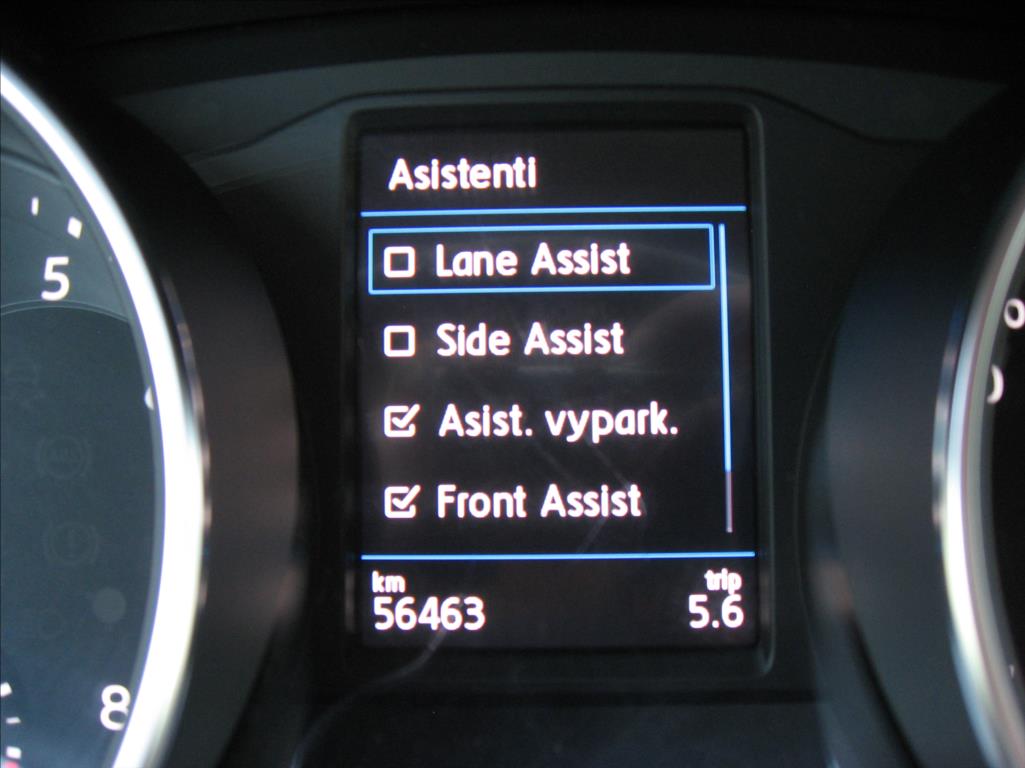 Asistenti
Lane Assist
Side Assist
Asist. vypark.
Front Assist
km trip
56463 5.6
5
8